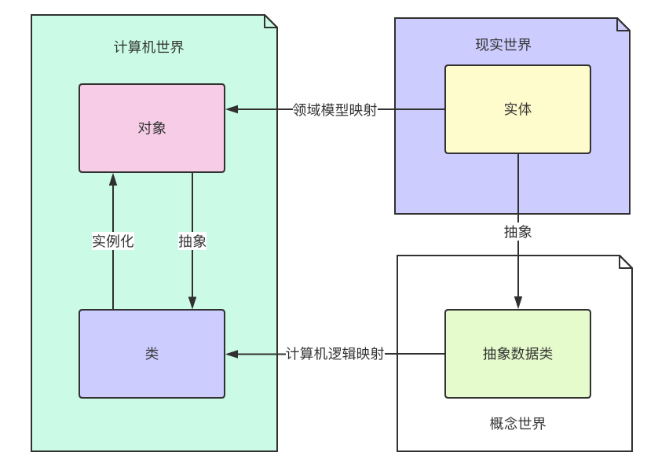 计算机世界
现实世界
对象
领域模型映射
实体
实例化
抽象
抽象
类
计算机逻辑映射
抽象数据类
概念世界